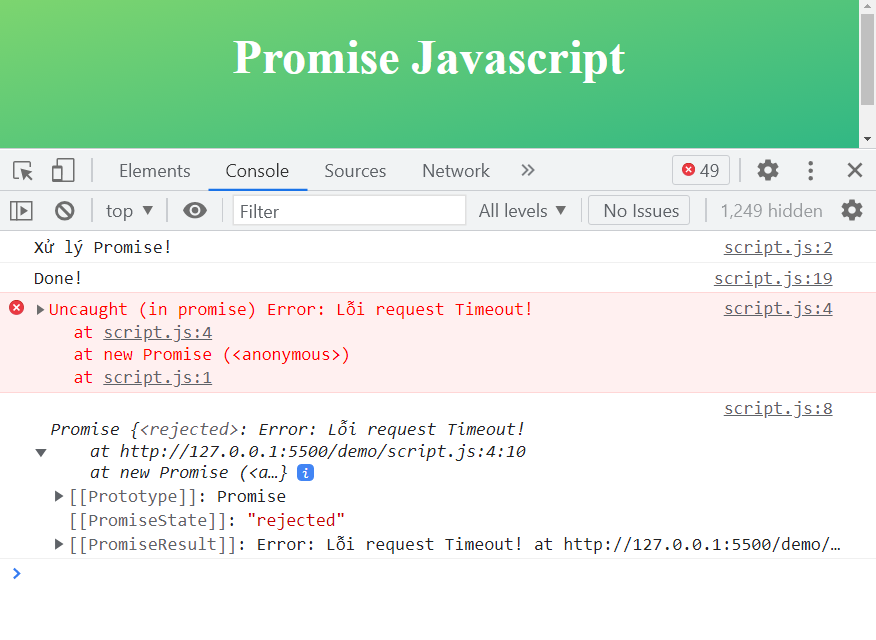 Promise Javascript
Elements Console Sources Network 49
top Filter All levels No Issues 1,249 hidden
Xử lý Promise! script.js:2
Done! script.js:19
Uncaught (in promise) Error: Lỗi request Timeout! script.js:4
at script.js:4
at new Promise (<anonymous>)
at script.js:1
script.js:8
Promise {<rejected>: Error: Lỗi request Timeout!
at http://127.0.0.1:5500/demo/script.js:4:10
at new Promise (<a…}
[[Prototype]]: Promise
[[PromiseState]]: "rejected"
[[PromiseResult]]: Error: Lỗi request Timeout! at http://127.0.0.1:5500/demo/…